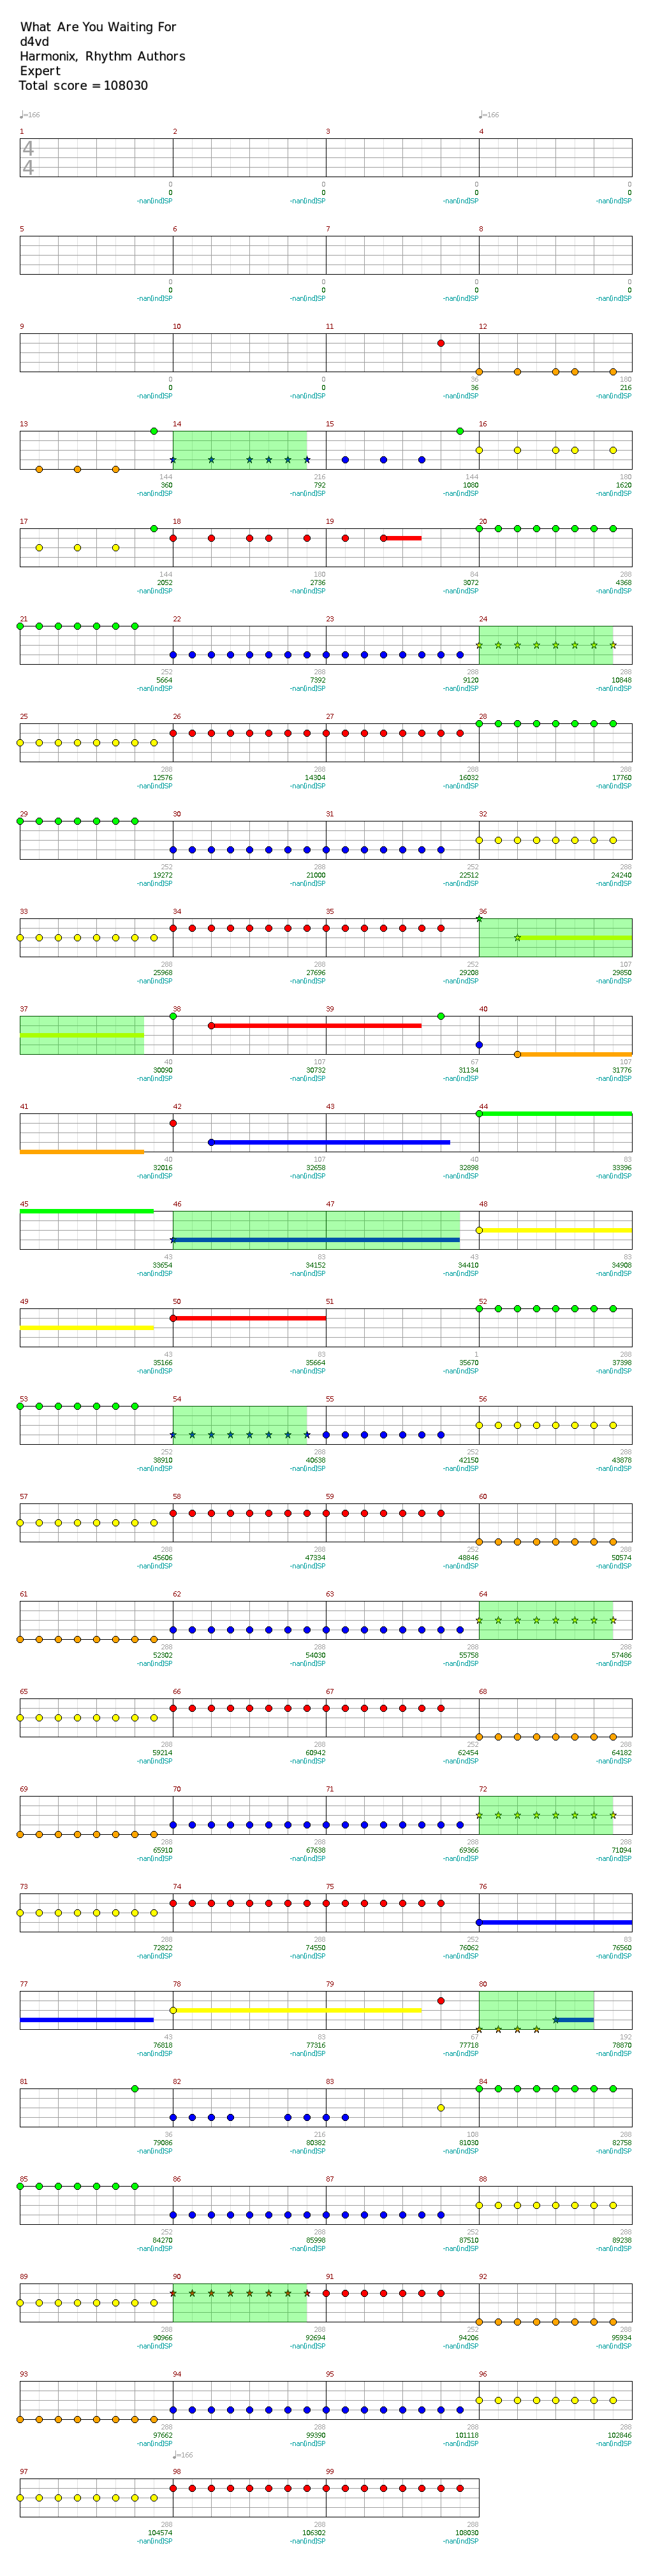 What Are You Waiting For
d4vd
Harmonix, Rhythm Authors
Expert
Total score = 108030
♩=166 ♩=166
1 2 3 4
4
4
0 0 0 0
0 0 0 0
-nan(ind)SP -nan(ind)SP -nan(ind)SP -nan(ind)SP
5 6 7 8
0 0 0 0
0 0 0 0
-nan(ind)SP -nan(ind)SP -nan(ind)SP -nan(ind)SP
9 10 11 12
0 0 36 180
0 0 36 216
-nan(ind)SP -nan(ind)SP -nan(ind)SP -nan(ind)SP
13 14 15 16
144 216 144 180
360 792 1080 1620
-nan(ind)SP -nan(ind)SP -nan(ind)SP -nan(ind)SP
17 18 19 20
144 180 84 288
2052 2736 3072 4368
-nan(ind)SP -nan(ind)SP -nan(ind)SP -nan(ind)SP
21 22 23 24
252 288 288 288
5664 7392 9120 10848
-nan(ind)SP -nan(ind)SP -nan(ind)SP -nan(ind)SP
25 26 27 28
288 288 288 288
12576 14304 16032 17760
-nan(ind)SP -nan(ind)SP -nan(ind)SP -nan(ind)SP
29 30 31 32
252 288 252 288
19272 21000 22512 24240
-nan(ind)SP -nan(ind)SP -nan(ind)SP -nan(ind)SP
33 34 35 36
288 288 252 107
25968 27696 29208 29850
-nan(ind)SP -nan(ind)SP -nan(ind)SP -nan(ind)SP
37 38 39 40
40 107 67 107
30090 30732 31134 31776
-nan(ind)SP -nan(ind)SP -nan(ind)SP -nan(ind)SP
41 42 43 44
40 107 40 83
32016 32658 32898 33396
-nan(ind)SP -nan(ind)SP -nan(ind)SP -nan(ind)SP
45 46 47 48
43 83 43 83
33654 34152 34410 34908
-nan(ind)SP -nan(ind)SP -nan(ind)SP -nan(ind)SP
49 50 51 52
43 83 1 288
35166 35664 35670 37398
-nan(ind)SP -nan(ind)SP -nan(ind)SP -nan(ind)SP
53 54 55 56
252 288 252 288
38910 40638 42150 43878
-nan(ind)SP -nan(ind)SP -nan(ind)SP -nan(ind)SP
57 58 59 60
288 288 252 288
45606 47334 48846 50574
-nan(ind)SP -nan(ind)SP -nan(ind)SP -nan(ind)SP
61 62 63 64
288 288 288 288
52302 54030 55758 57486
-nan(ind)SP -nan(ind)SP -nan(ind)SP -nan(ind)SP
65 66 67 68
288 288 252 288
59214 60942 62454 64182
-nan(ind)SP -nan(ind)SP -nan(ind)SP -nan(ind)SP
69 70 71 72
288 288 288 288
65910 67638 69366 71094
-nan(ind)SP -nan(ind)SP -nan(ind)SP -nan(ind)SP
73 74 75 76
288 288 252 83
72822 74550 76062 76560
-nan(ind)SP -nan(ind)SP -nan(ind)SP -nan(ind)SP
77 78 79 80
43 83 67 192
76818 77316 77718 78870
-nan(ind)SP -nan(ind)SP -nan(ind)SP -nan(ind)SP
81 82 83 84
36 216 108 288
79086 80382 81030 82758
-nan(ind)SP -nan(ind)SP -nan(ind)SP -nan(ind)SP
85 86 87 88
252 288 252 288
84270 85998 87510 89238
-nan(ind)SP -nan(ind)SP -nan(ind)SP -nan(ind)SP
89 90 91 92
288 288 252 288
90966 92694 94206 95934
-nan(ind)SP -nan(ind)SP -nan(ind)SP -nan(ind)SP
93 94 95 96
288 288 288 288
97662 99390 101118 102846
-nan(ind)SP -nan(ind)SP -nan(ind)SP -nan(ind)SP
♩=166
97 98 99
288 288 288
104574 106302 108030
-nan(ind)SP -nan(ind)SP -nan(ind)SP